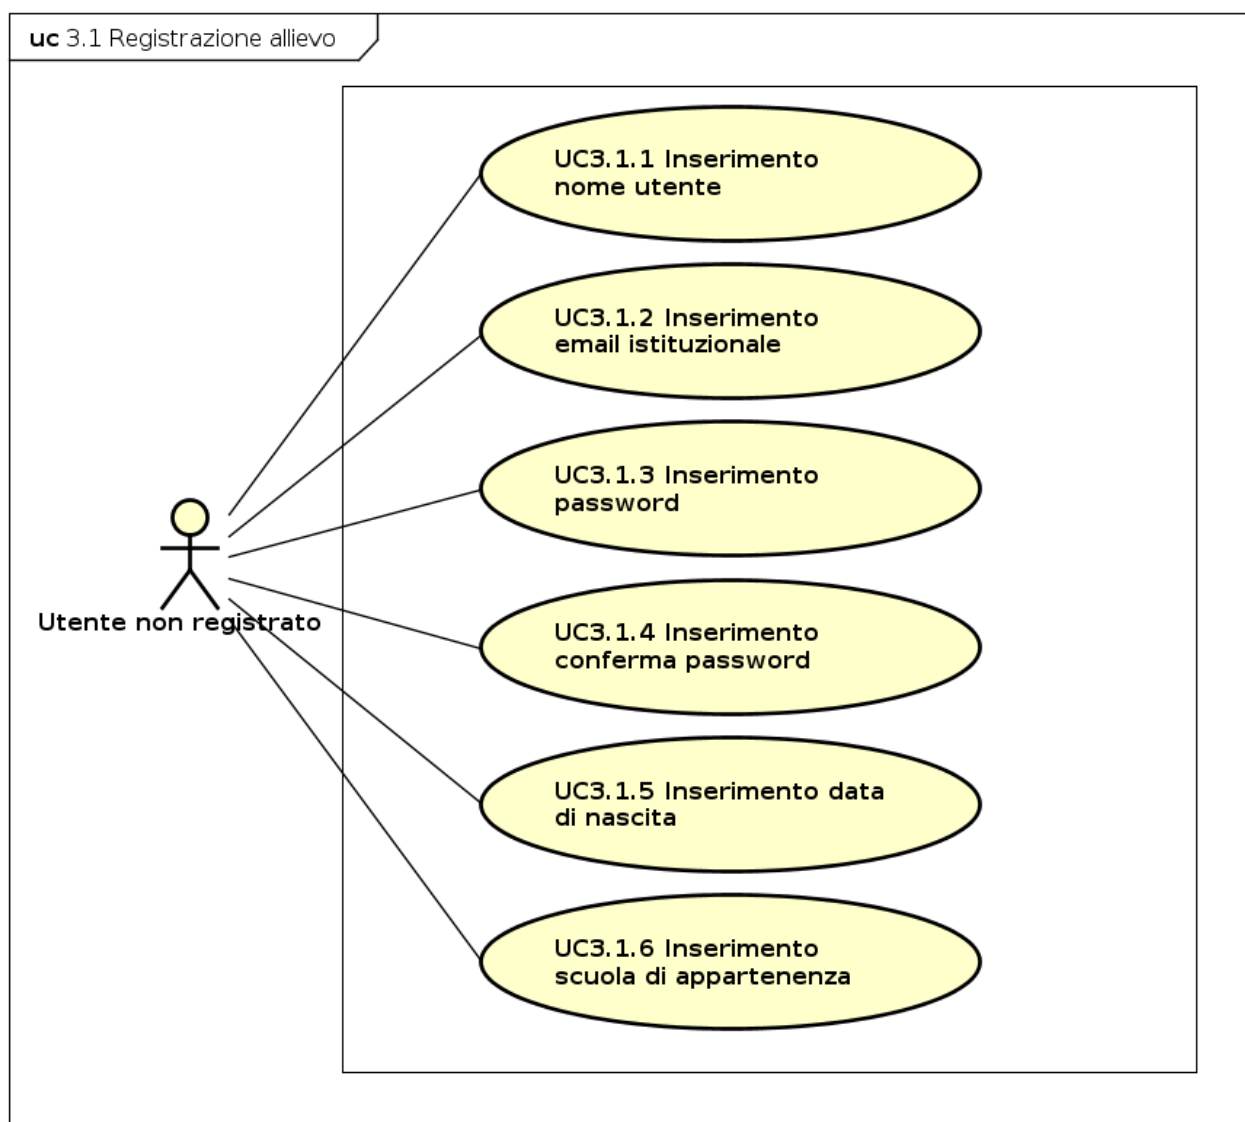 uc 3.1 Registrazione allievo
UC3.1.1 Inserimento
nome utente
UC3.1.2 Inserimento
email istituzionale
UC3.1.3 Inserimento
password
Utente non registrato
UC3.1.4 Inserimento
conferma password
UC3.1.5 Inserimento data
di nascita
UC3.1.6 Inserimento
scuola di appartenenza